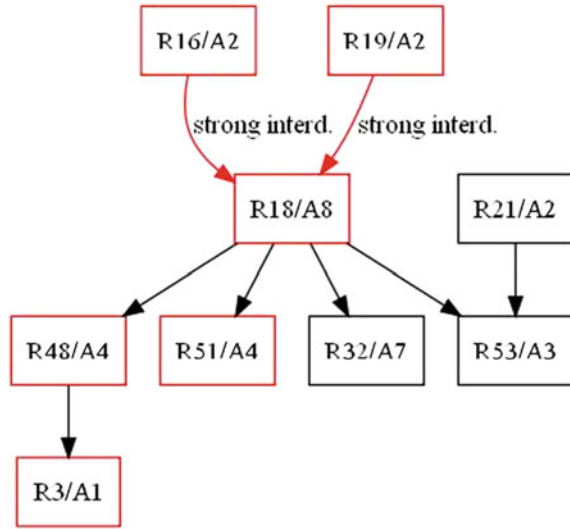 R16/A2
R19/A2
strong interd.
strong interd.
R18/A8
R21/A2
R48/A4
R51/A4
R32/A7
R53/A3
R3/A1